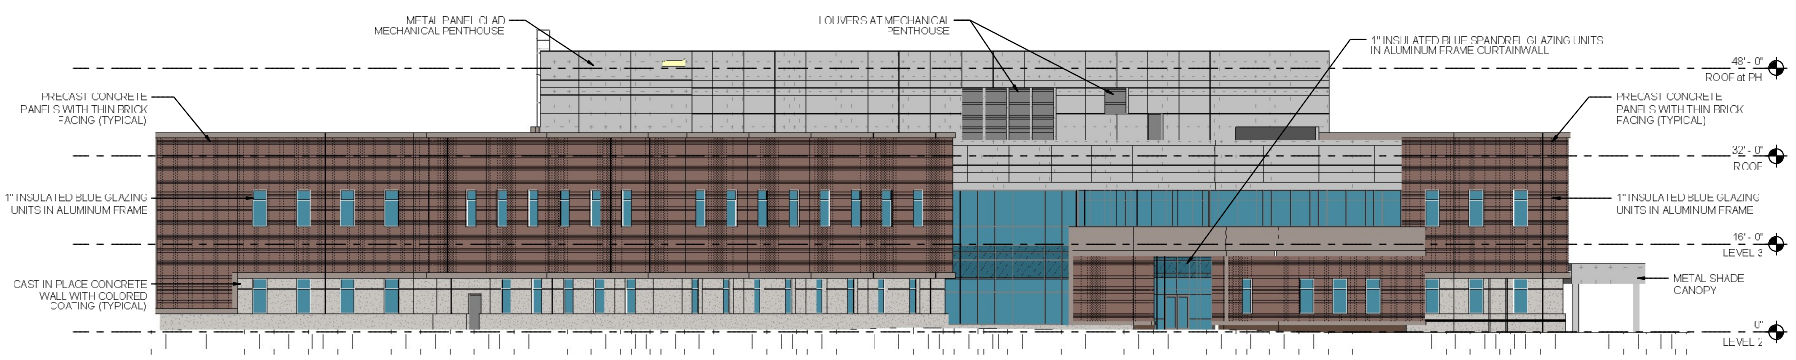 METAL PANEL CLAD
MECHANICAL PENTHOUSE
LOUVERS AT MECHANICAL
PENTHOUSE
1" INSULATED BLUE SPANDREL GLAZING UNITS
IN ALUMINUM FRAME CURTAINWALL
48' - 0"
ROOF at PH
PRECAST CONCRETE
PANELS WITH THIN BRICK
FACING (TYPICAL)
PRECAST CONCRETE
PANELS WITH THIN BRICK
FACING (TYPICAL)
32' - 0"
ROOF
1" INSULATED BLUE GLAZING
UNITS IN ALUMINUM FRAME
1" INSULATED BLUE GLAZING
UNITS IN ALUMINUM FRAME
16' - 0"
LEVEL 3
CAST IN PLACE CONCRETE
WALL WITH COLORED
COATING (TYPICAL)
METAL SHADE
CANOPY
0"
LEVEL 2